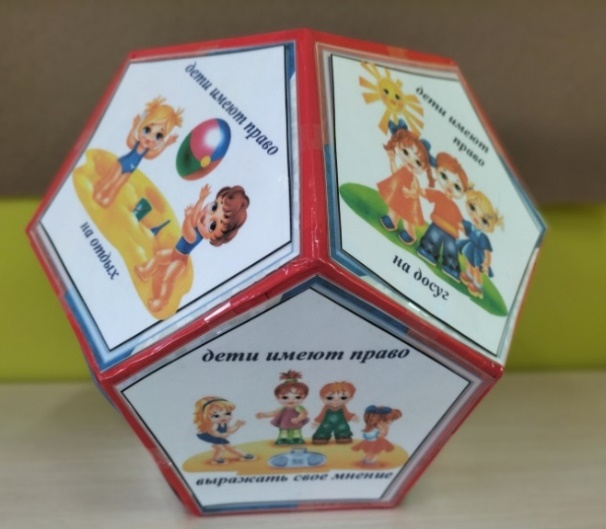 дети имеют право
на отдых
дети имеют
право
на досуг
дети имеют право
выражать свое мнение